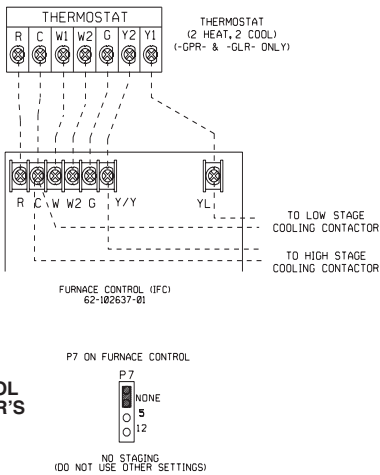 THERMOSTAT
R C W1 W2 G Y2 Y1
THERMOSTAT
(2 HEAT, 2 COOL)
(-GPR- & -GLR- ONLY)
R C W W2 G Y/Y YL
TO LOW STAGE
COOLING CONTACTOR
TO HIGH STAGE
COOLING CONTACTOR
FURNACE CONTROL (IFC)
62-102637-01
P7 ON FURNACE CONTROL
P7
NONE
5
12
OL
R'S
NO STAGING
(DO NOT USE OTHER SETTINGS)